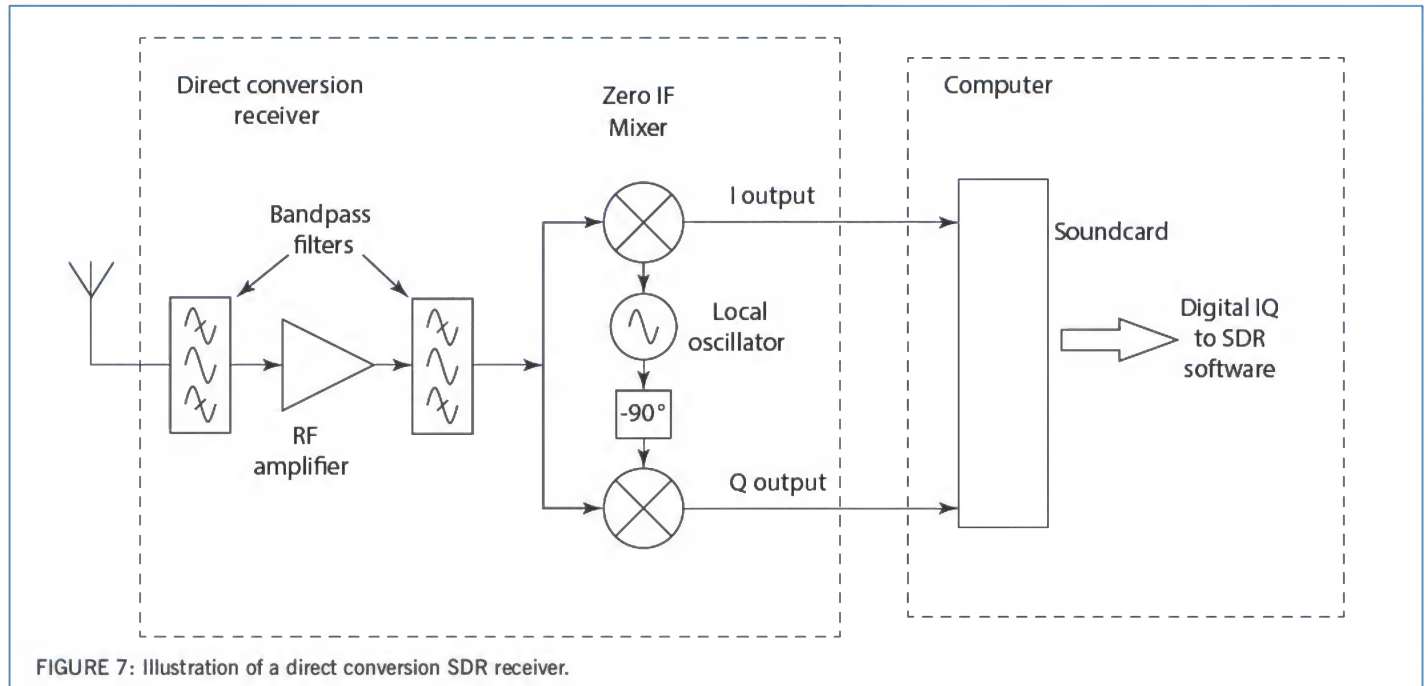 Direct conversion
receiver
Zero IF
Mixer
Computer
I output
Bandpass
filters
Soundcard
Local
oscillator
Digital IQ
to SDR
software
-90°
RF
amplifier
Q output
FIGURE 7: Illustration of a direct conversion SDR receiver.